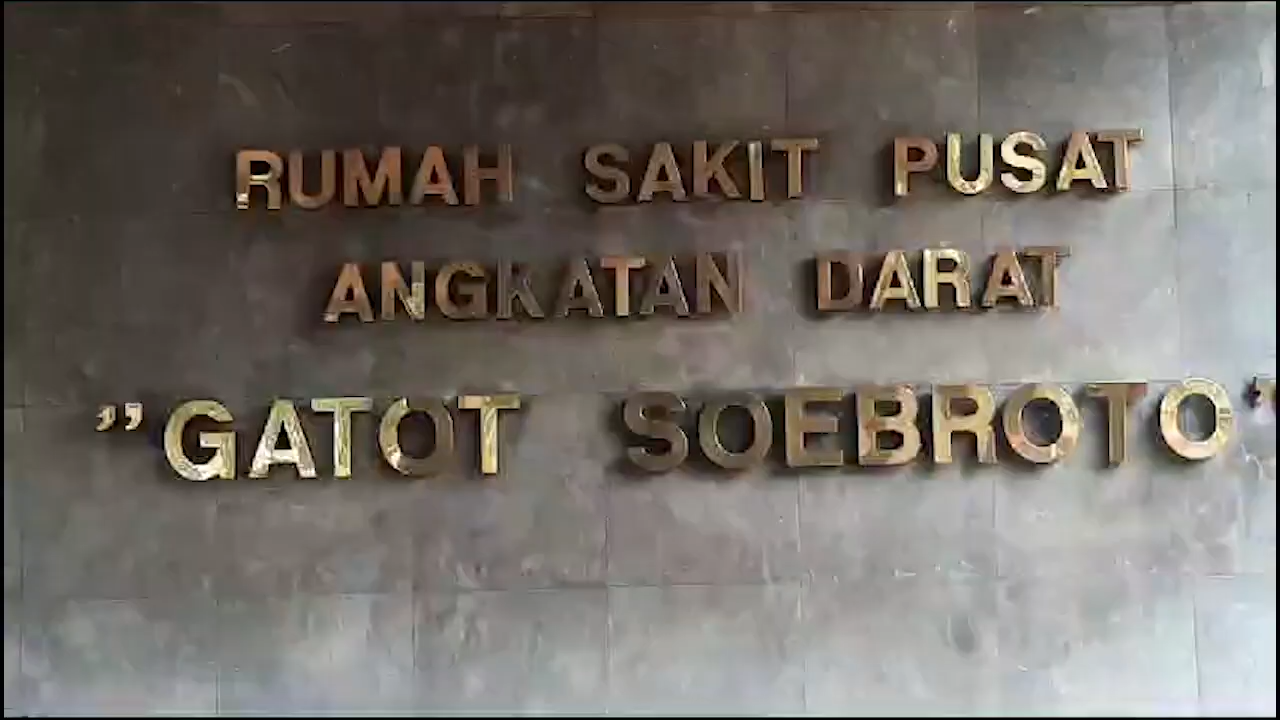 RUMAH SAKIT PUSAT
ANGKATAN DARAT
”GATOT SOEBROTO”